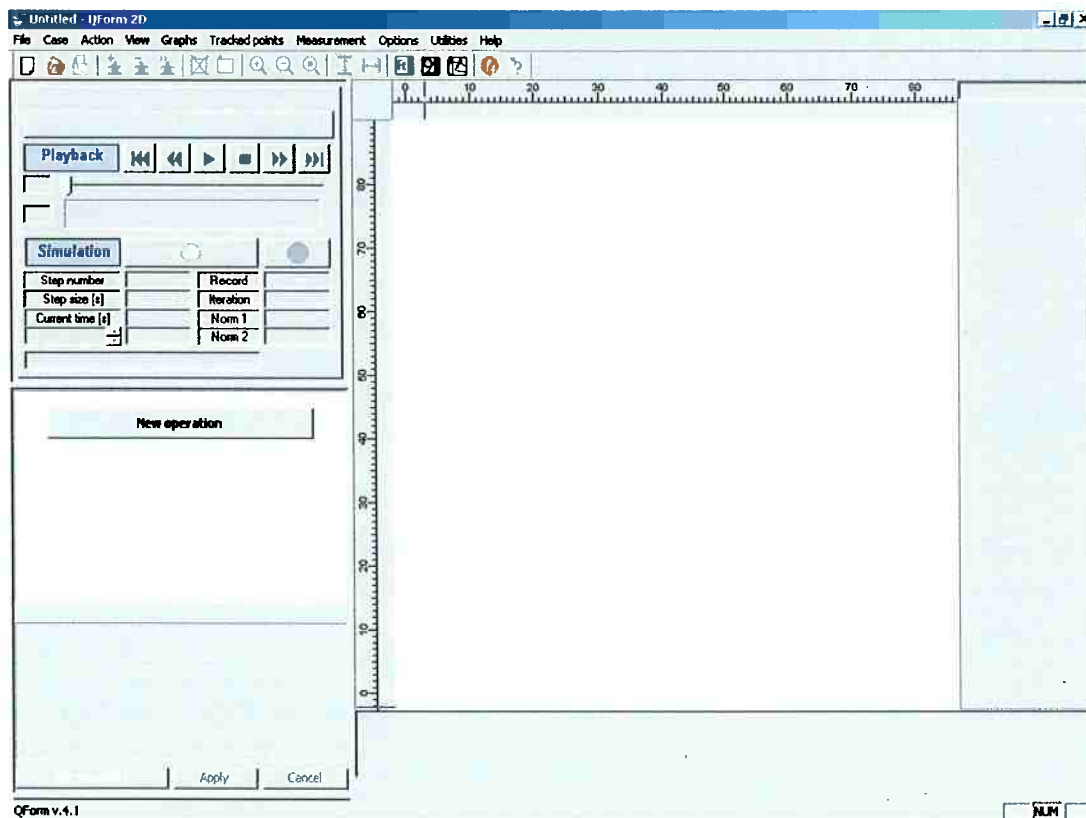 Untitled - QForm 2D
File Case Action View Graphs Tracked points Measurement Options Utilities Help
0 10 20 30 40 50 60 70 80
Playback
Simulation
Step number Record
Step size [s] Iteration
Current time [s] Norm 1
Norm 2
New operation
80
70
60
50
40
30
20
10
0
Apply Cancel
QForm v.4.1 NUM